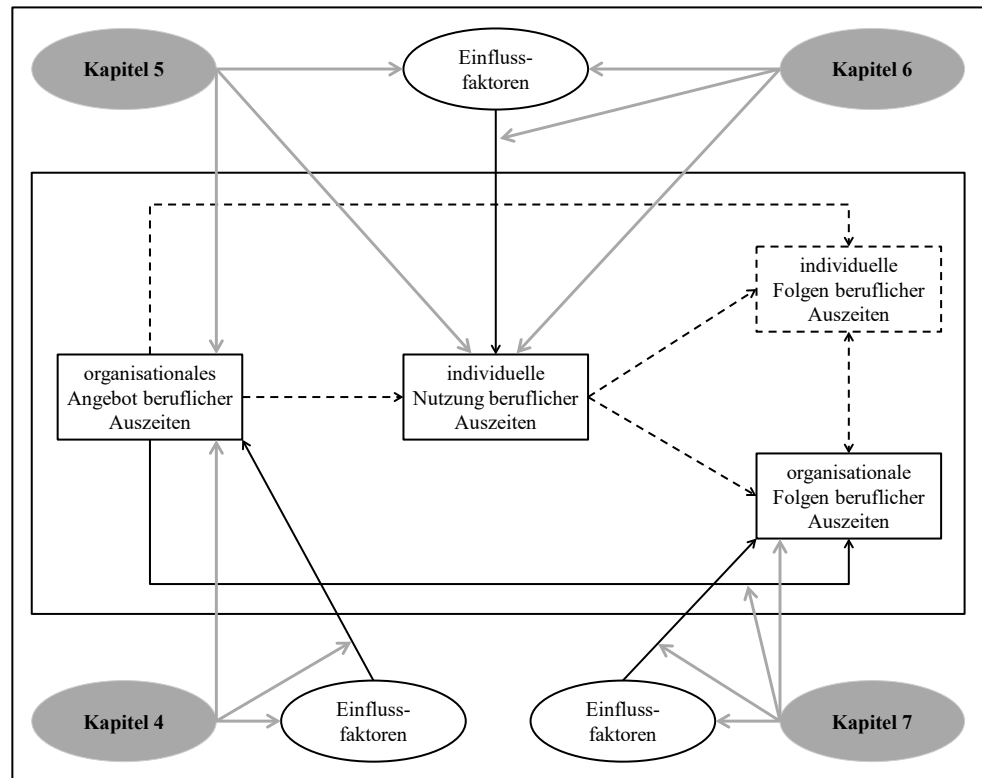 Kapitel 5
Einfluss-
faktoren
Kapitel 6
individuelle
Folgen beruflicher
Auszeiten
organisationales
Angebot beruflicher
Auszeiten
individuelle
Nutzung beruflicher
Auszeiten
organisationale
Folgen beruflicher
Auszeiten
Kapitel 4
Einfluss-
faktoren
Einfluss-
faktoren
Kapitel 7